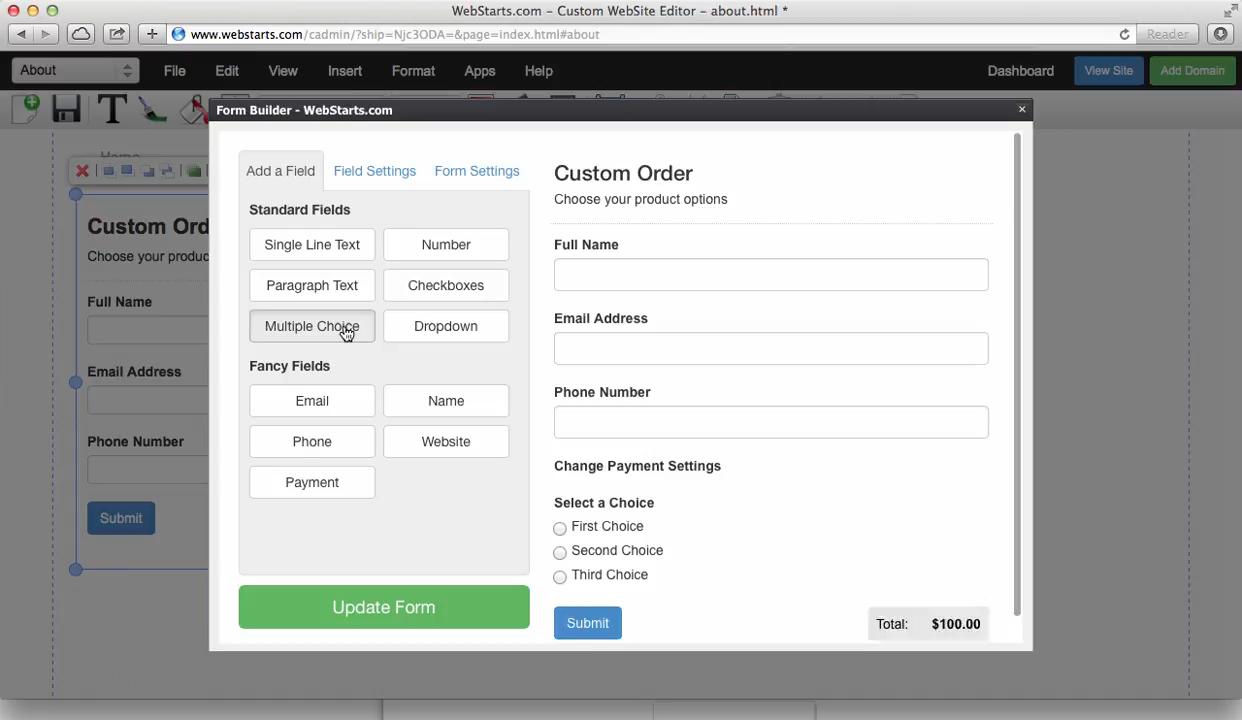 WebStarts.com – Custom WebSite Editor – about.html *
www.webstarts.com/cadmin/?ship=Njc3ODA=&page=index.html#about
Reader
About
File
Edit
View
Insert
Format
Apps
Help
Dashboard
View Site
Add Domain
T
Form Builder - WebStarts.com
×
Home
Custom Ord
Choose your produc
Full Name
Email Address
Phone Number
Submit
Add a Field
Field Settings
Form Settings
Standard Fields
Single Line Text
Number
Paragraph Text
Checkboxes
Multiple Choice
Dropdown
Fancy Fields
Email
Name
Phone
Website
Payment
Update Form
Custom Order
Choose your product options
Full Name
Email Address
Phone Number
Change Payment Settings
Select a Choice
First Choice
Second Choice
Third Choice
Submit
Total: $100.00